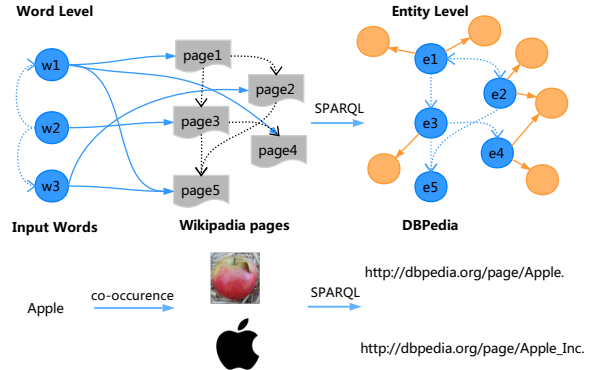 Word Level
Entity Level
w1
page1
e1
page2
e2
SPARQL
w2
page3
e3
page4
e4
w3
page5
e5
Input Words
Wikipadia pages
DBPedia
http://dbpedia.org/page/Apple.
co-occurence
SPARQL
Apple
http://dbpedia.org/page/Apple_Inc.